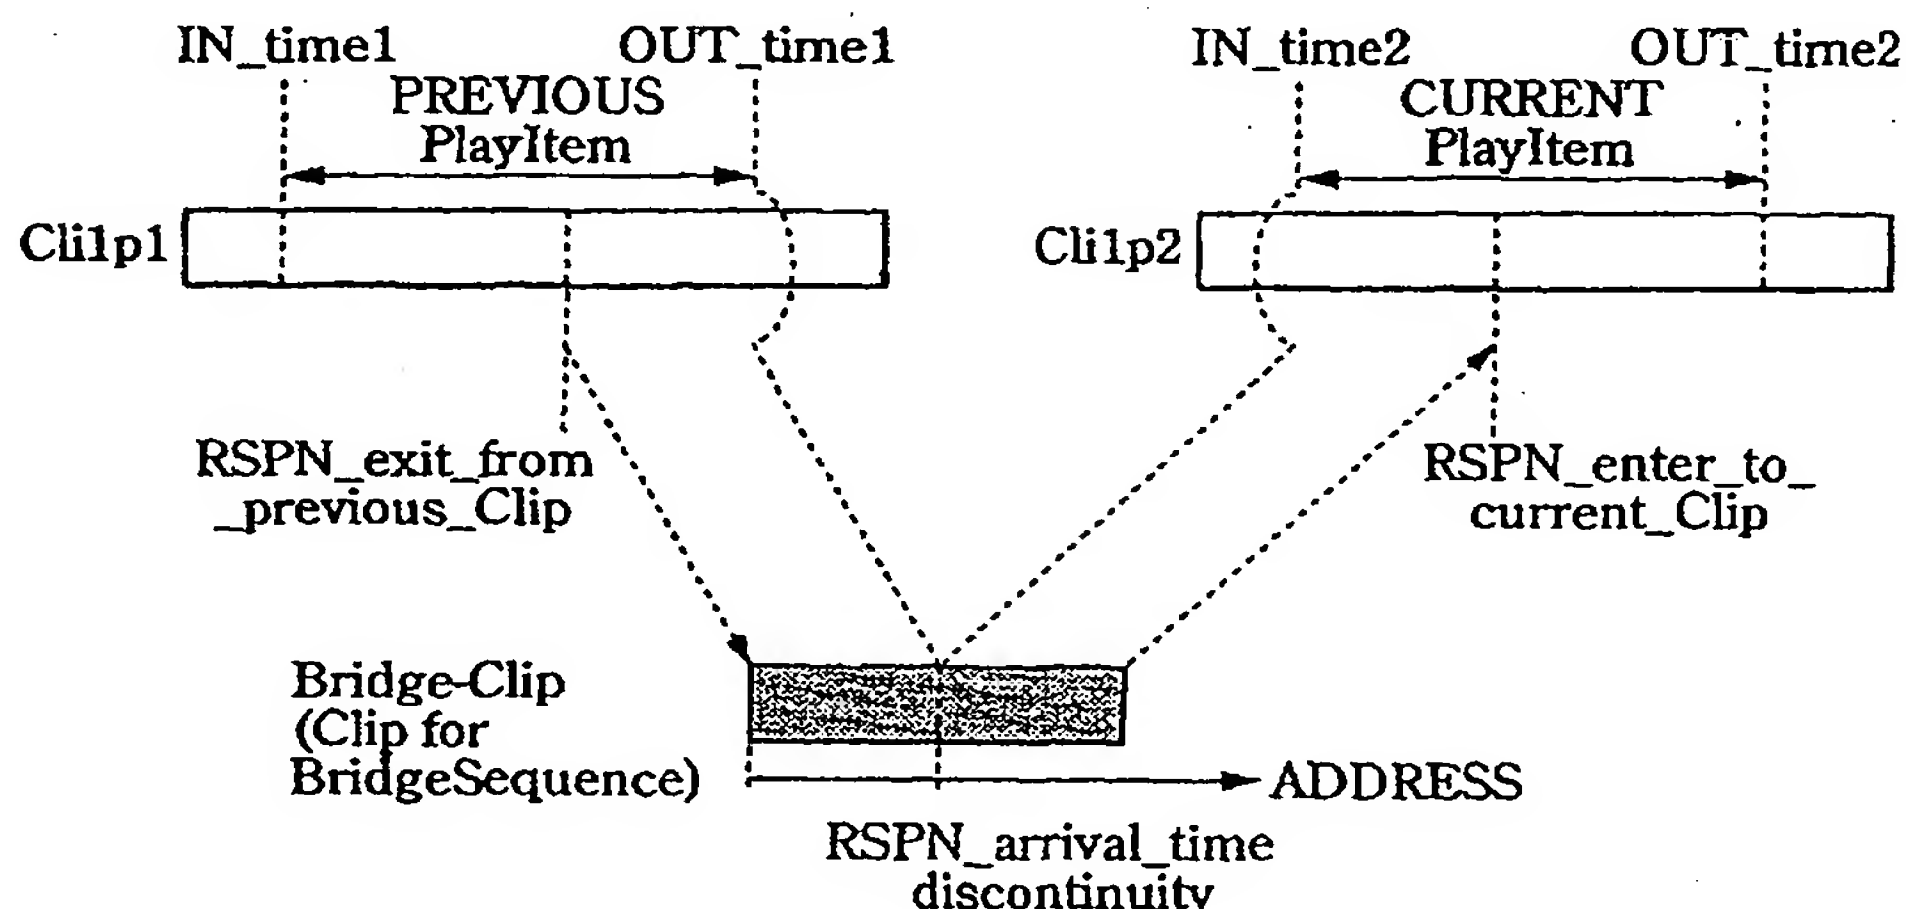 IN_time1
OUT_time1
IN_time2
OUT_time2
PREVIOUS
PlayItem
CURRENT
PlayItem
Cli1p1
Cli1p2
RSPN_exit_from
_previous_Clip
RSPN_enter_to_
current_Clip
Bridge-Clip
(Clip for
BridgeSequence)
ADDRESS
RSPN_arrival_time
discontinuity